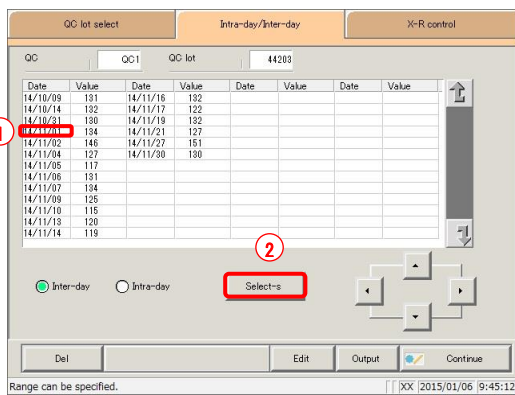 QC lot select Intra-day/Inter-day X-R control
QC QC1 QC lot 44203
Date Value Date Value Date Value Date Value
14/10/09 131 14/11/16 132
14/10/14 132 14/11/17 122
14/10/31 130 14/11/19 132
14/11/01 134 14/11/21 127
14/11/02 146 14/11/27 151
14/11/04 127 14/11/30 130
14/11/05 117
14/11/06 131
14/11/07 134
14/11/09 125
14/11/10 115
14/11/13 120
14/11/14 119
1
2
Inter-day Intra-day Select-s
Del Edit Output Continue
Range can be specified. XX 2015/01/06 9:45:12